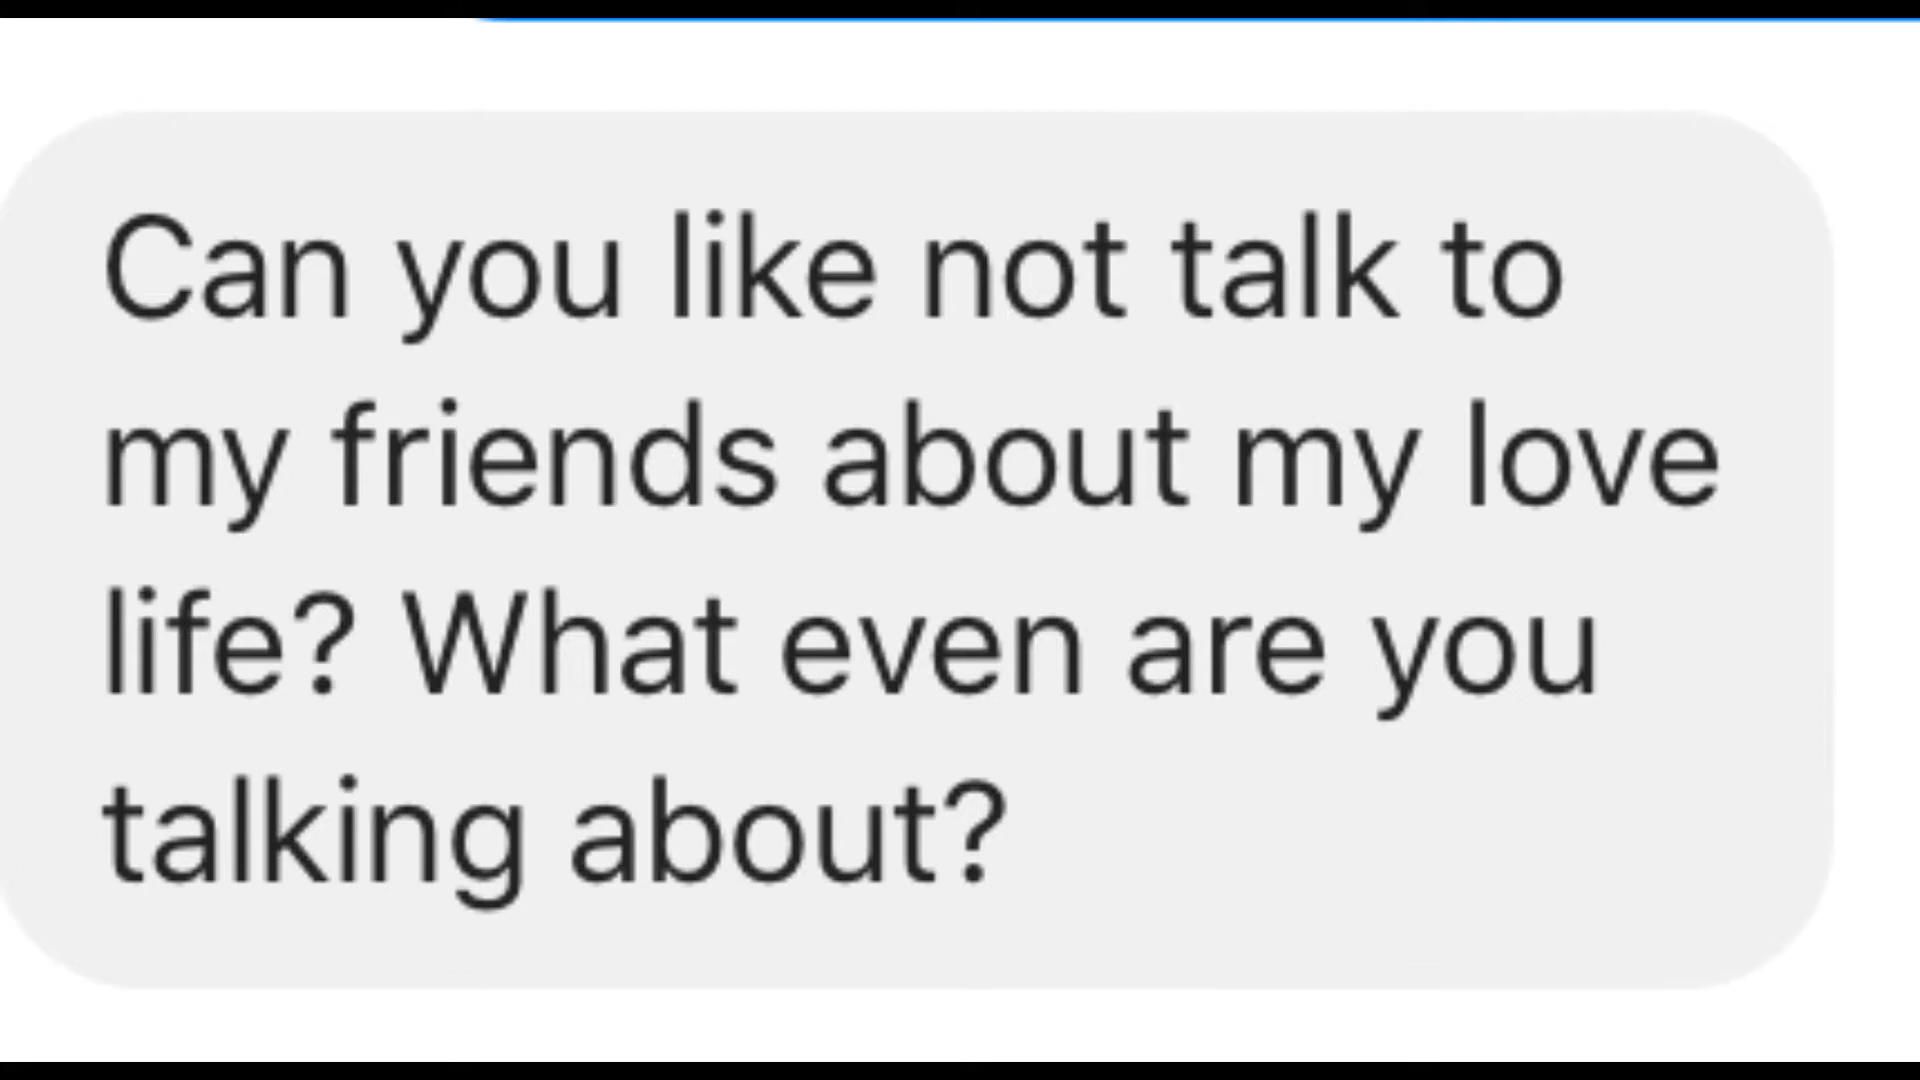 Can you like not talk to
my friends about my love
life? What even are you
talking about?